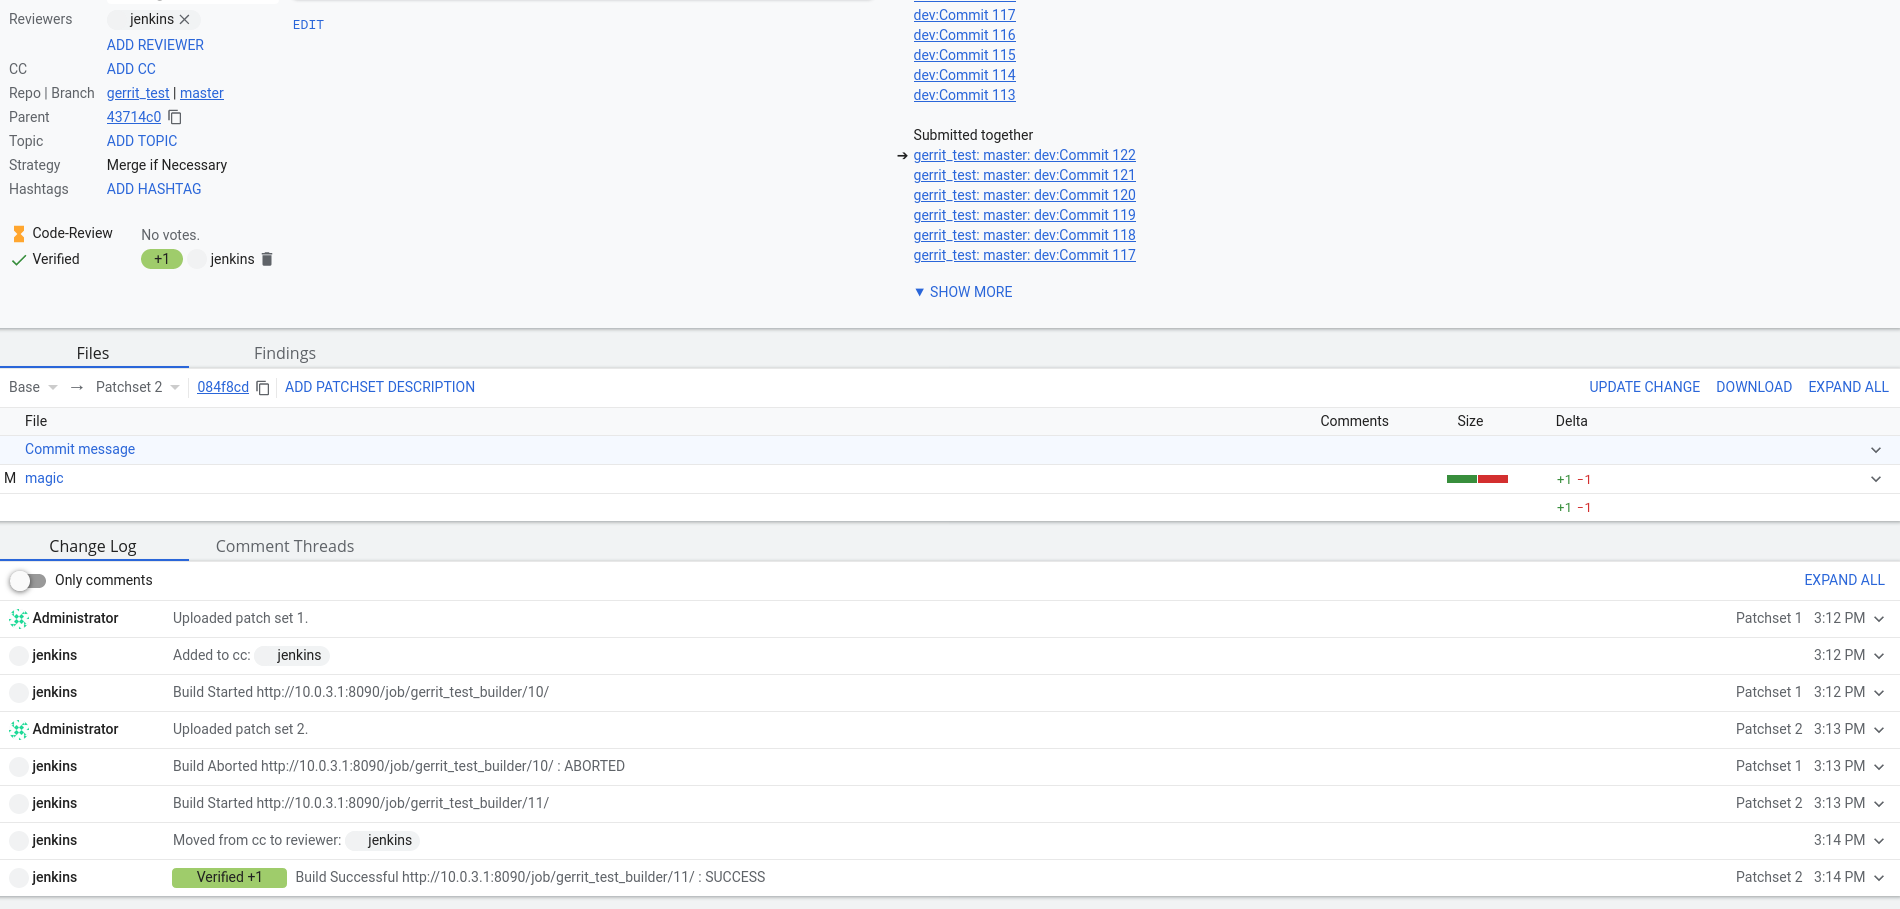 Reviewers jenkins
ADD REVIEWER
CC ADD CC
Repo | Branch gerrit_test | master
Parent 43714c0
Topic ADD TOPIC
Strategy Merge if Necessary
Hashtags ADD HASHTAG
Code-Review No votes.
Verified +1 jenkins
EDIT
dev:Commit 117
dev:Commit 116
dev:Commit 115
dev:Commit 114
dev:Commit 113
Submitted together
➔ gerrit_test: master: dev:Commit 122
gerrit_test: master: dev:Commit 121
gerrit_test: master: dev:Commit 120
gerrit_test: master: dev:Commit 119
gerrit_test: master: dev:Commit 118
gerrit_test: master: dev:Commit 117
▼ SHOW MORE
Files Findings
Base → Patchset 2 084f8cd ADD PATCHSET DESCRIPTION UPDATE CHANGE DOWNLOAD EXPAND ALL
File Comments Size Delta
Commit message
M magic +1 −1
+1 −1
Change Log Comment Threads
Only comments EXPAND ALL
Administrator Uploaded patch set 1. Patchset 1 3:12 PM
jenkins Added to cc: jenkins 3:12 PM
jenkins Build Started http://10.0.3.1:8090/job/gerrit_test_builder/10/ Patchset 1 3:12 PM
Administrator Uploaded patch set 2. Patchset 2 3:13 PM
jenkins Build Aborted http://10.0.3.1:8090/job/gerrit_test_builder/10/ : ABORTED Patchset 1 3:13 PM
jenkins Build Started http://10.0.3.1:8090/job/gerrit_test_builder/11/ Patchset 2 3:13 PM
jenkins Moved from cc to reviewer: jenkins 3:14 PM
jenkins Verified +1 Build Successful http://10.0.3.1:8090/job/gerrit_test_builder/11/ : SUCCESS Patchset 2 3:14 PM